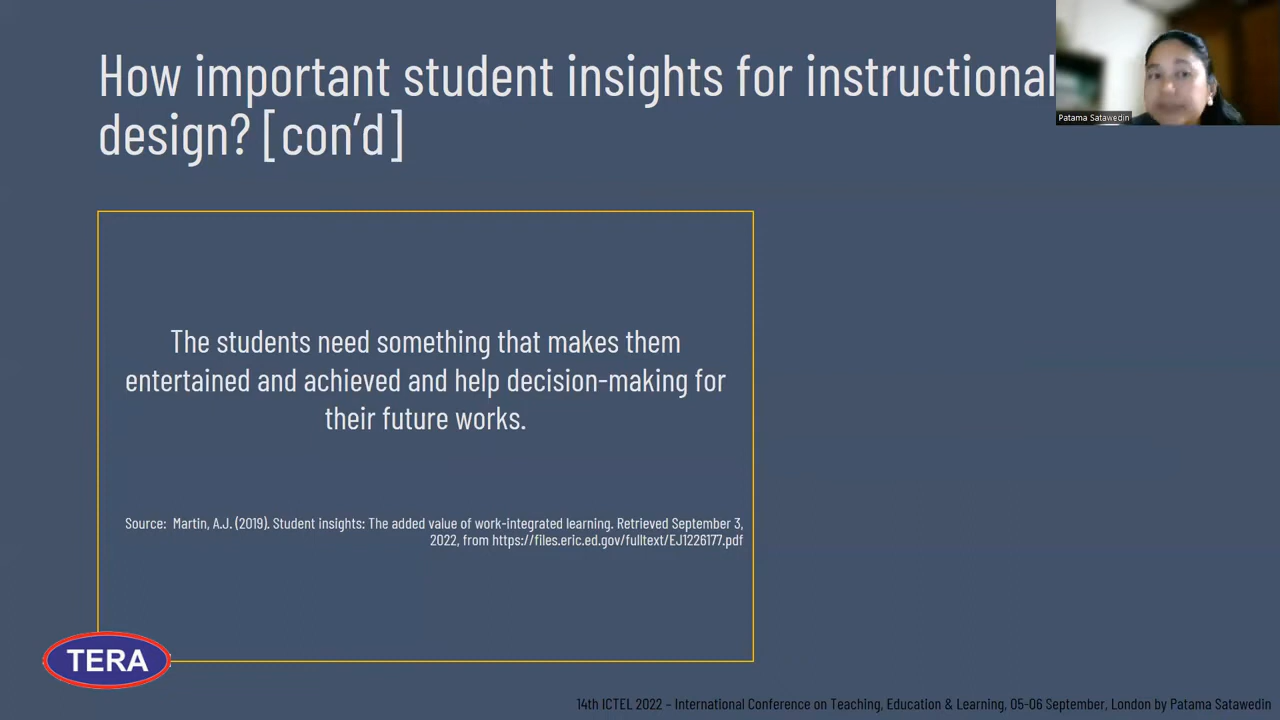 How important student insights for instructional
design? [con’d]
Patama Satawedin
The students need something that makes them
entertained and achieved and help decision-making for
their future works.
Source:  Martin, A.J. (2019). Student insights: The added value of work-integrated learning. Retrieved September 3,
2022, from https://files.eric.ed.gov/fulltext/EJ1226177.pdf
TERA
14th ICTEL 2022 – International Conference on Teaching, Education & Learning, 05-06 September, London by Patama Satawedin